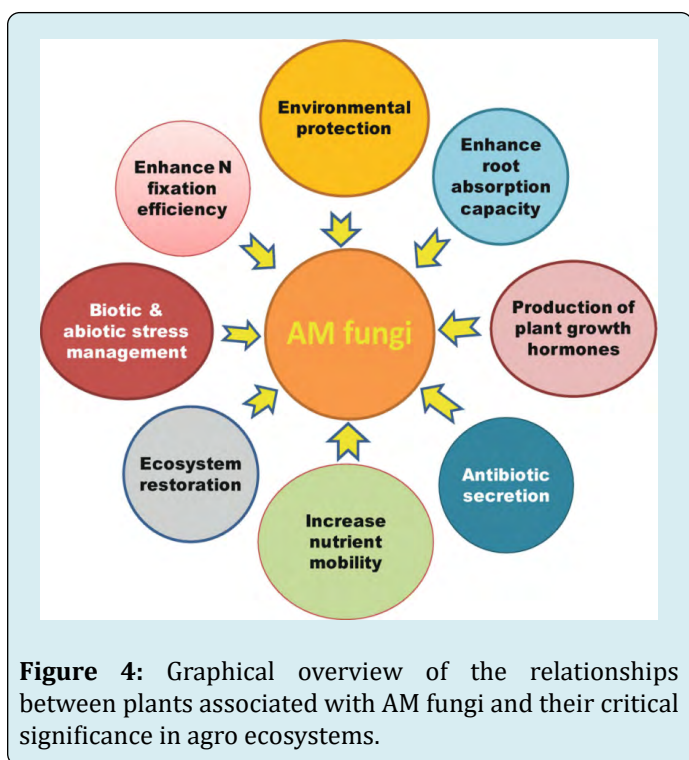 Environmental
protection
Enhance N
fixation
efficiency
Enhance
root
absorption
capacity
Biotic &
abiotic stress
management
AM fungi
Production of
plant growth
hormones
Ecosystem
restoration
Antibiotic
secretion
Increase
nutrient
mobility
Figure 4: Graphical overview of the relationships
between plants associated with AM fungi and their critical
significance in agro ecosystems.